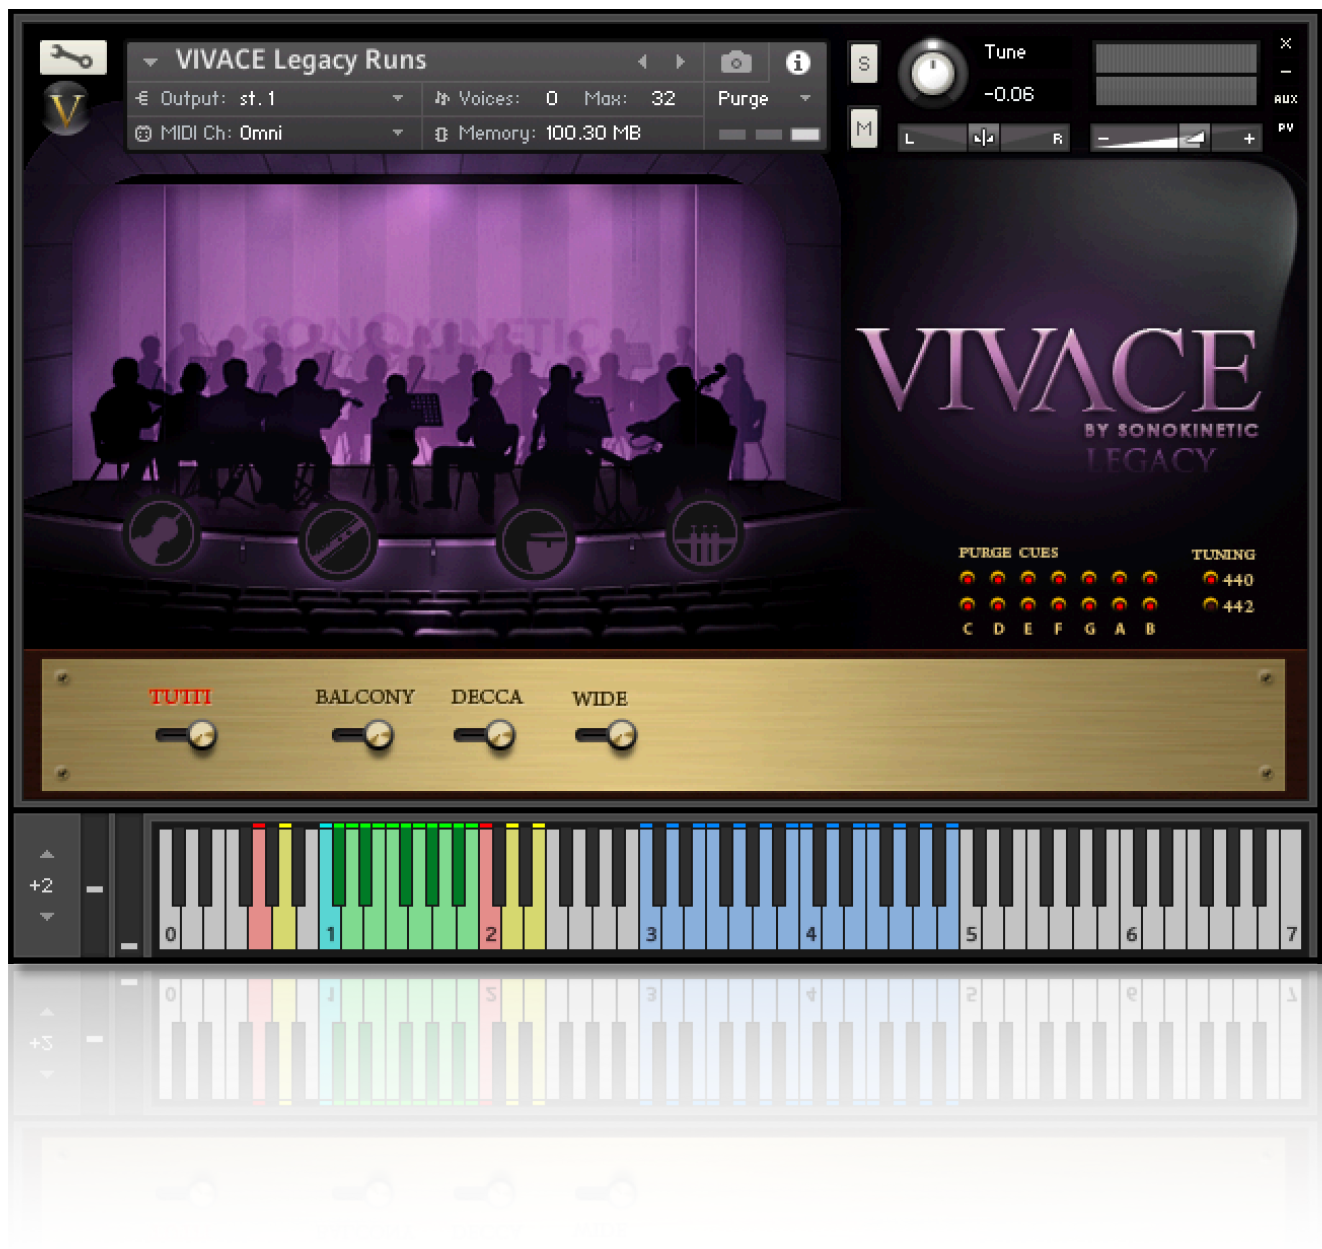 VIVACE Legacy Runs
Output: st.1
Voices: 0 Max: 32
Purge
MIDI Ch: Omni
Memory: 100.30 MB
S
M
Tune
-0.06
L R
- +
X
-
AUX
PV
V
SONOKINETIC
VIVACE
BY SONOKINETIC
LEGACY
PURGE CUES
TUNING
440
442
C D E F G A B
TUTTI
BALCONY
DECCA
WIDE
+2
0 1 2 3 4 5 6 7